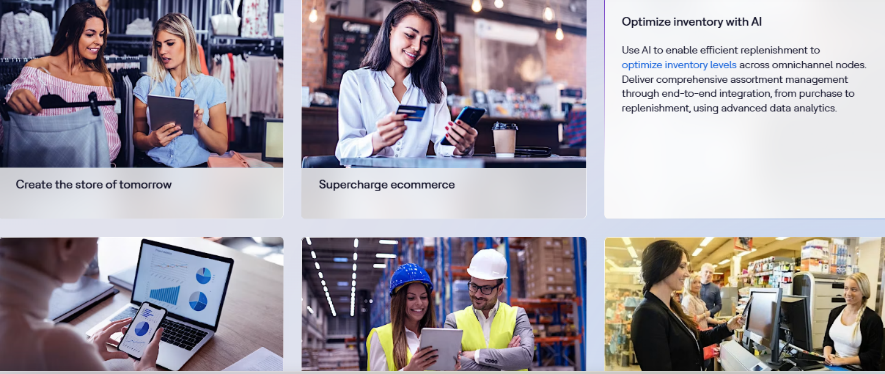 Create the store of tomorrow
Supercharge ecommerce
Optimize inventory with AI
Use AI to enable efficient replenishment to
optimize inventory levels across omnichannel nodes.
Deliver comprehensive assortment management
through end-to-end integration, from purchase to
replenishment, using advanced data analytics.